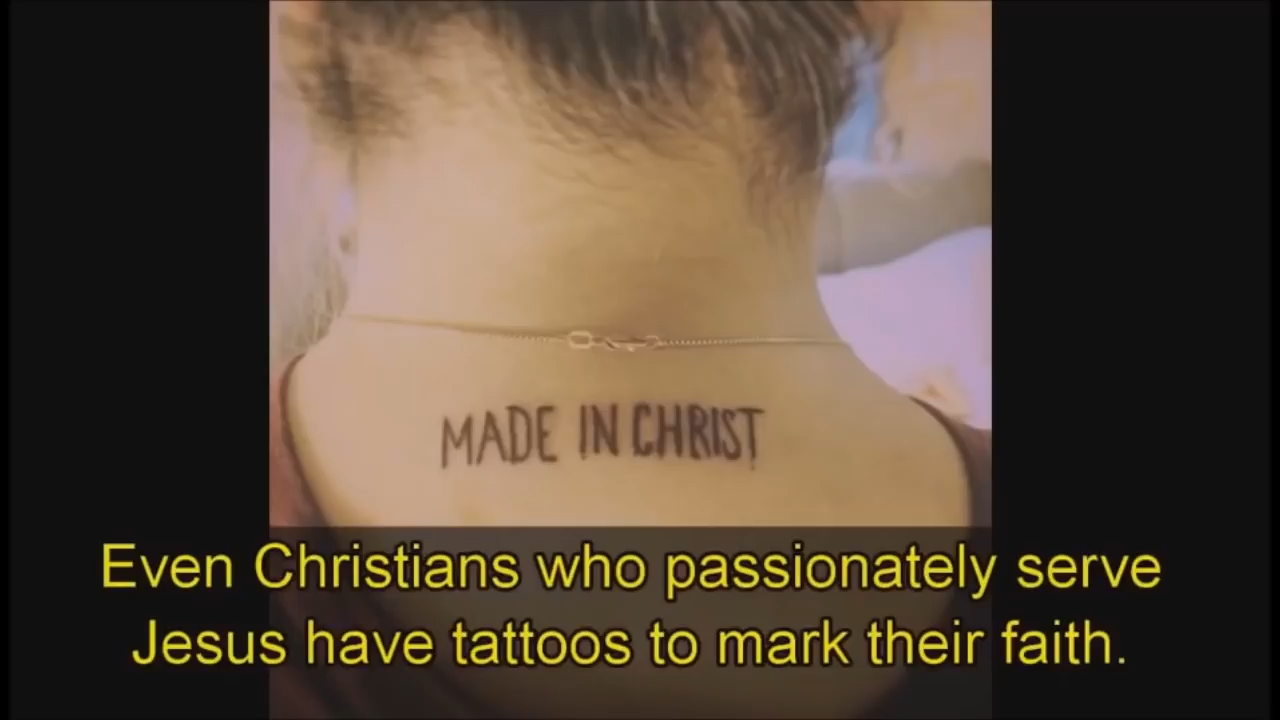 MADE IN CHRIST
Even Christians who passionately serve
Jesus have tattoos to mark their faith.